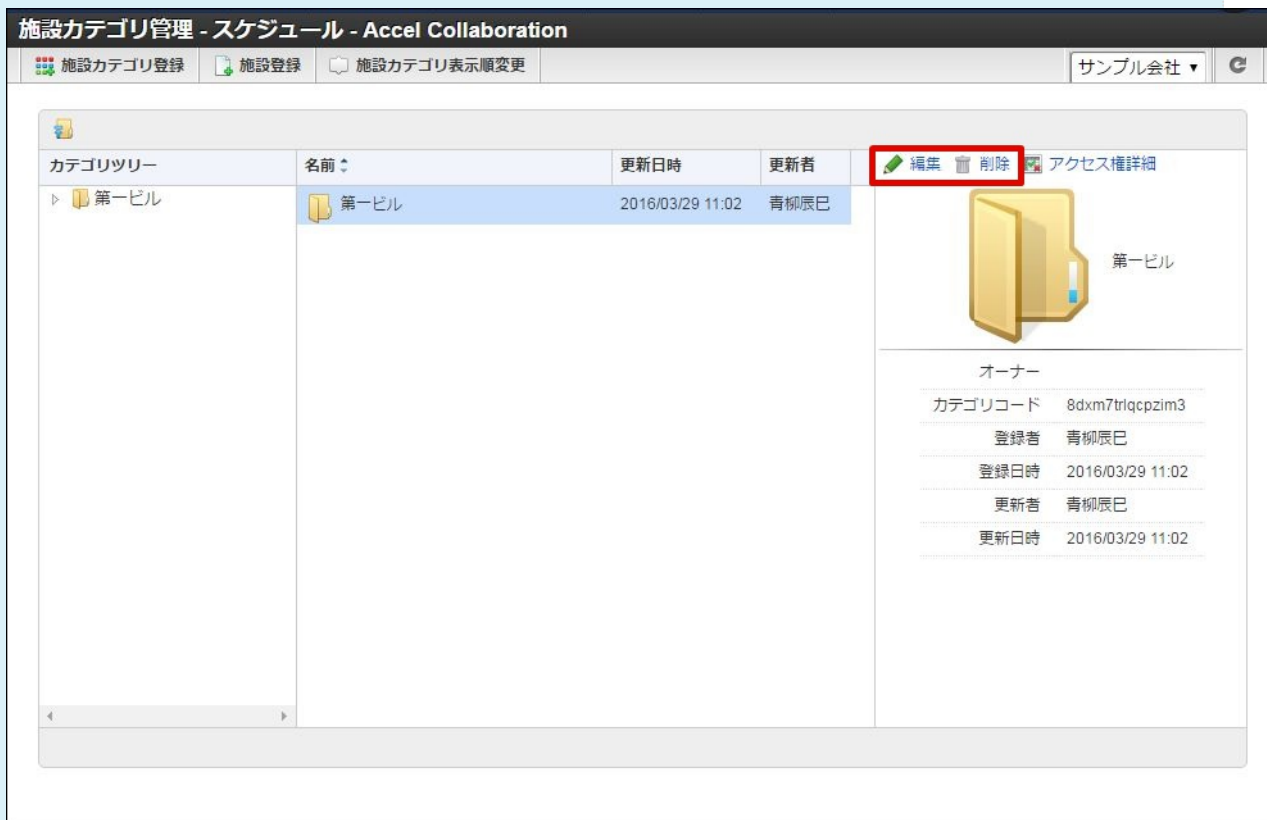 施設カテゴリ管理 - スケジュール - Accel Collaboration
施設カテゴリ登録 施設登録 施設カテゴリ表示順変更 サンプル会社
カテゴリツリー 名前 更新日時 更新者 編集 削除 アクセス権詳細
第一ビル 第一ビル 2016/03/29 11:02 青柳辰巳
第一ビル
オーナー
カテゴリコード 8dxm7trlqcpzim3
登録者 青柳辰巳
登録日時 2016/03/29 11:02
更新者 青柳辰巳
更新日時 2016/03/29 11:02